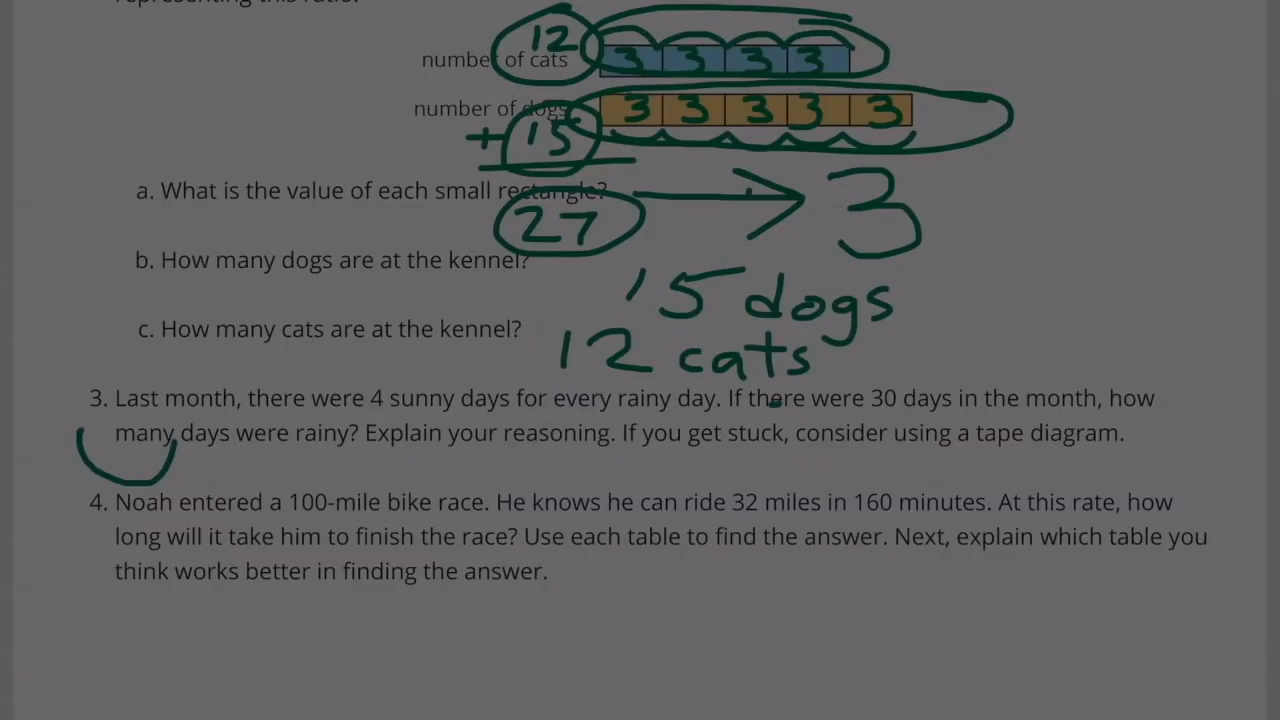 representing this ratio.
12
number of cats 3 3 3 3
number of dogs 3 3 3 3 3
+ 15
a. What is the value of each small rectangle? 3
27
b. How many dogs are at the kennel?
15 dogs
c. How many cats are at the kennel?
12 cats
3. Last month, there were 4 sunny days for every rainy day. If there were 30 days in the month, how
many days were rainy? Explain your reasoning. If you get stuck, consider using a tape diagram.
4. Noah entered a 100-mile bike race. He knows he can ride 32 miles in 160 minutes. At this rate, how
long will it take him to finish the race? Use each table to find the answer. Next, explain which table you
think works better in finding the answer.